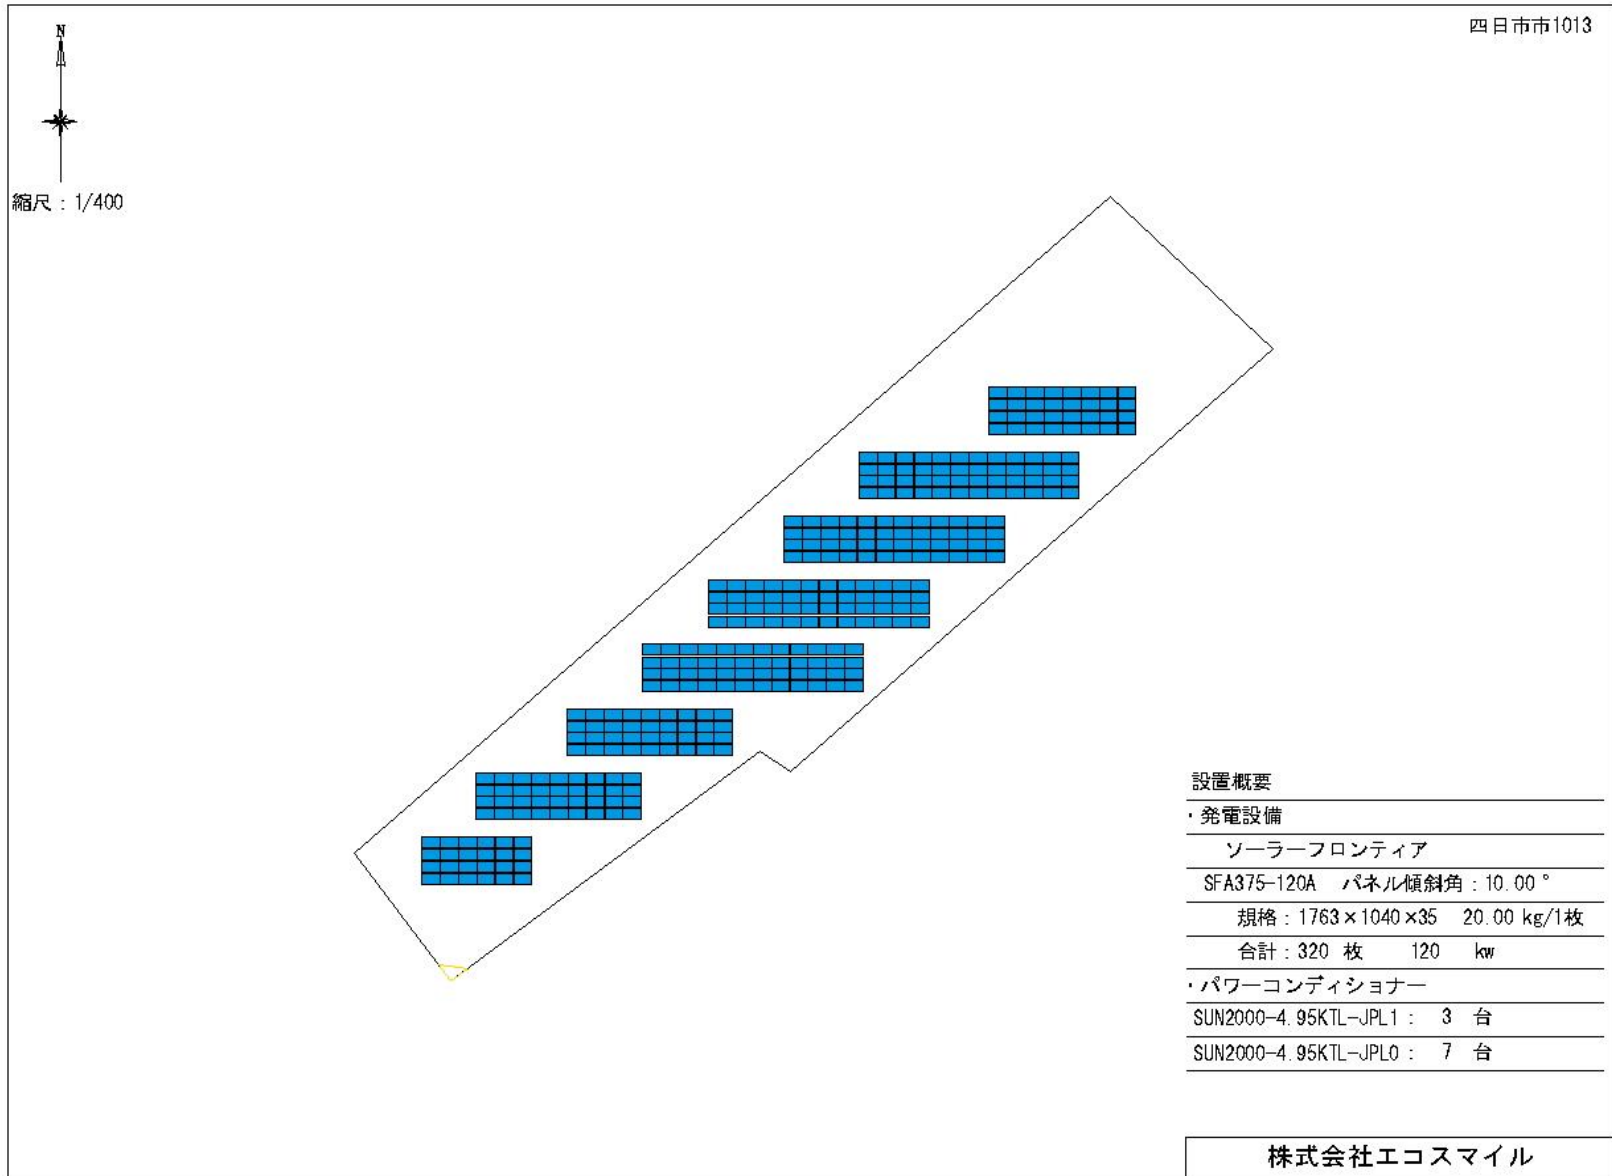 四日市市1013
N
縮尺：1/400
設置概要
・発電設備
ソーラーフロンティア
SFA375-120A パネル傾斜角：10.00°
規格：1763×1040×35 20.00 kg/1枚
合計：320 枚 120 kw
・パワーコンディショナー
SUN2000-4.95KTL-JPL1： 3 台
SUN2000-4.95KTL-JPL0： 7 台
株式会社エコスマイル